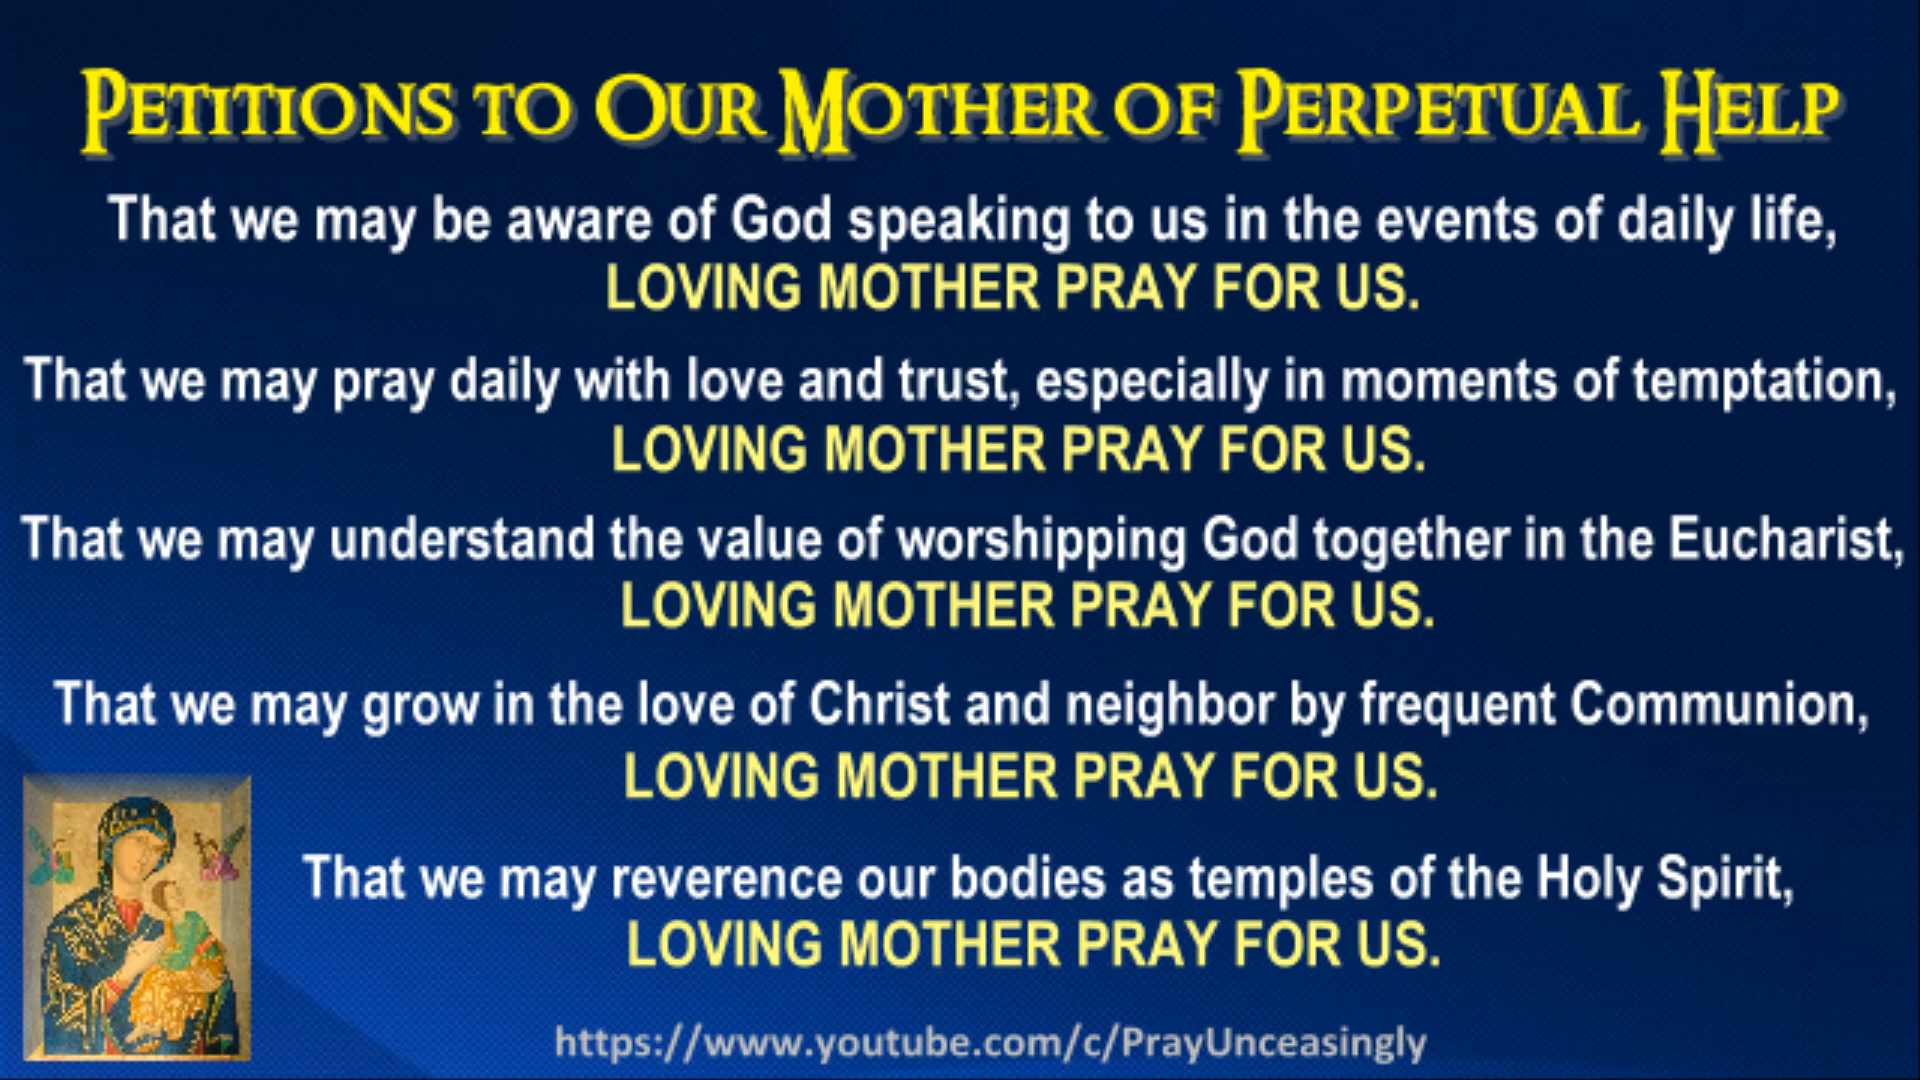 Petitions to Our Mother of Perpetual Help
That we may be aware of God speaking to us in the events of daily life,
LOVING MOTHER PRAY FOR US.
That we may pray daily with love and trust, especially in moments of temptation,
LOVING MOTHER PRAY FOR US.
That we may understand the value of worshipping God together in the Eucharist,
LOVING MOTHER PRAY FOR US.
That we may grow in the love of Christ and neighbor by frequent Communion,
LOVING MOTHER PRAY FOR US.
That we may reverence our bodies as temples of the Holy Spirit,
LOVING MOTHER PRAY FOR US.
https://www.youtube.com/c/PrayUnceasingly